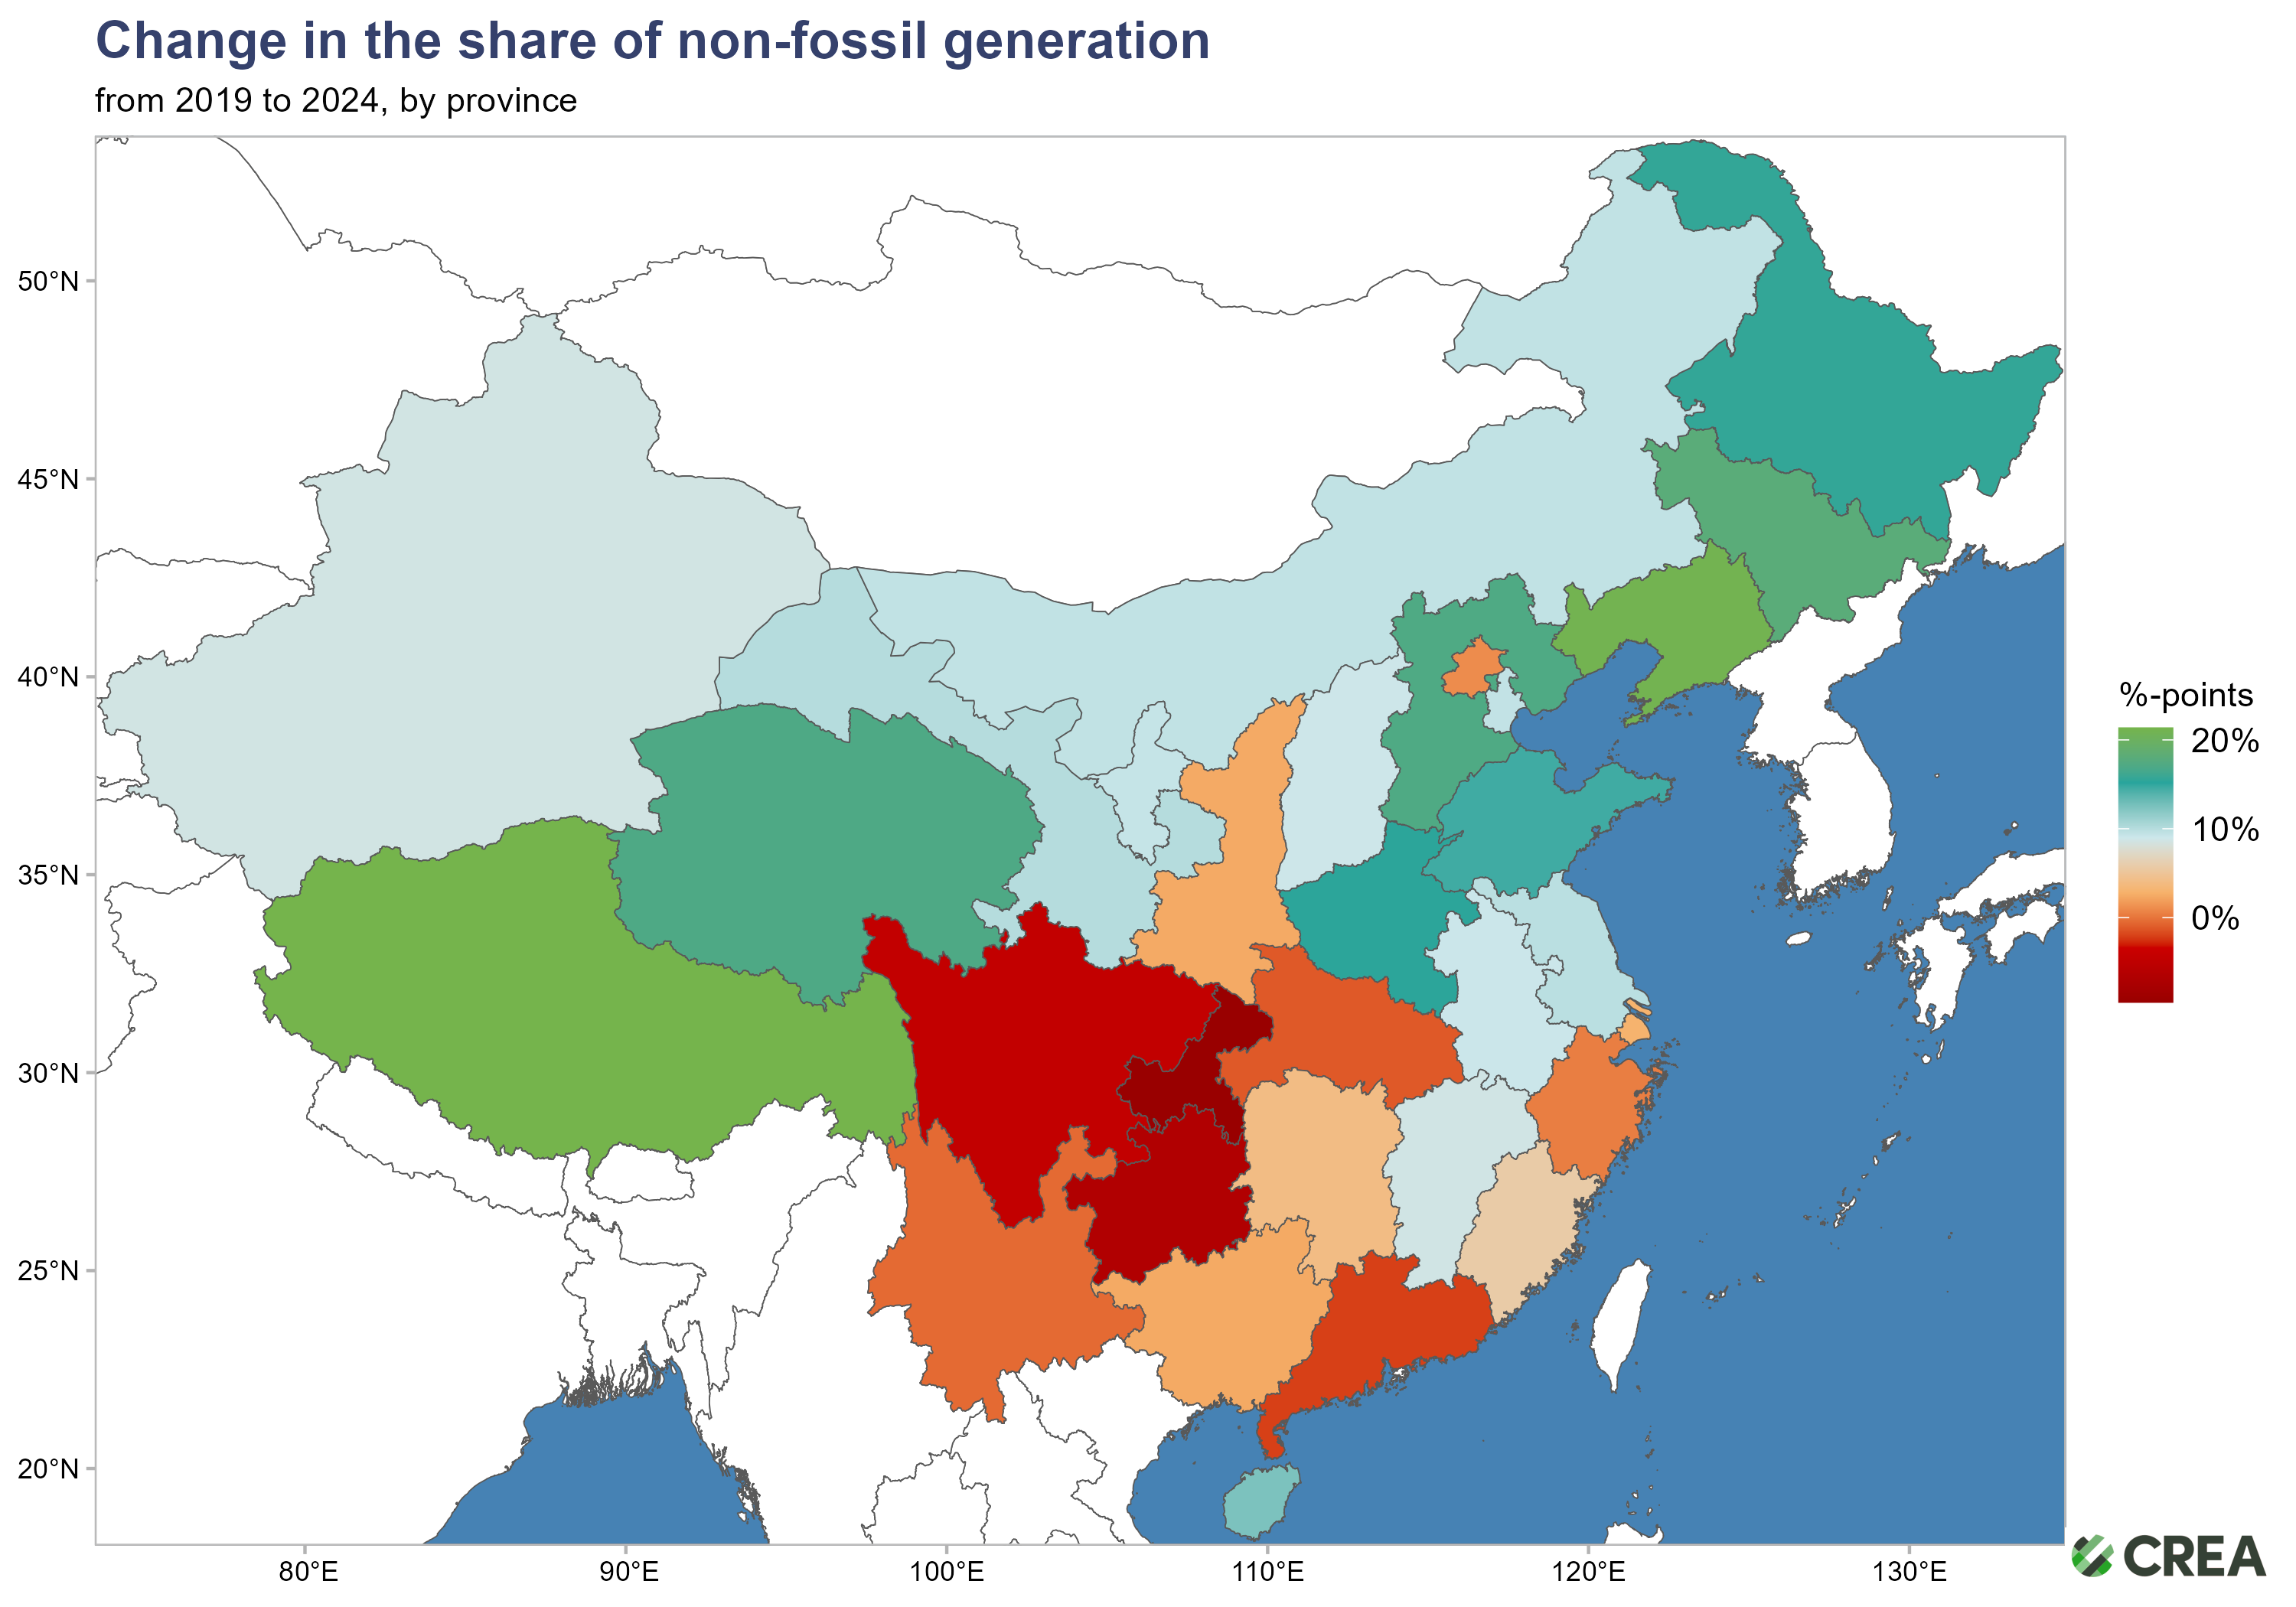 Change in the share of non-fossil generation
from 2019 to 2024, by province
50°N
45°N
40°N
35°N
30°N
25°N
20°N
80°E
90°E
100°E
110°E
120°E
130°E
%-points
20%
10%
0%
CREA